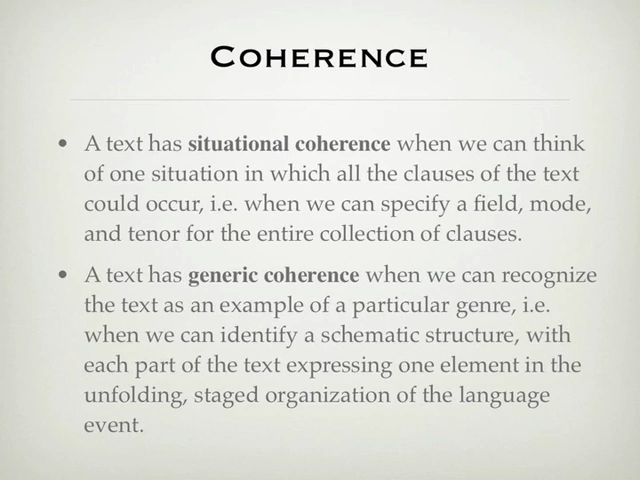 COHERENCE
• A text has situational coherence when we can think
of one situation in which all the clauses of the text
could occur, i.e. when we can specify a field, mode,
and tenor for the entire collection of clauses.
• A text has generic coherence when we can recognize
the text as an example of a particular genre, i.e.
when we can identify a schematic structure, with
each part of the text expressing one element in the
unfolding, staged organization of the language
event.